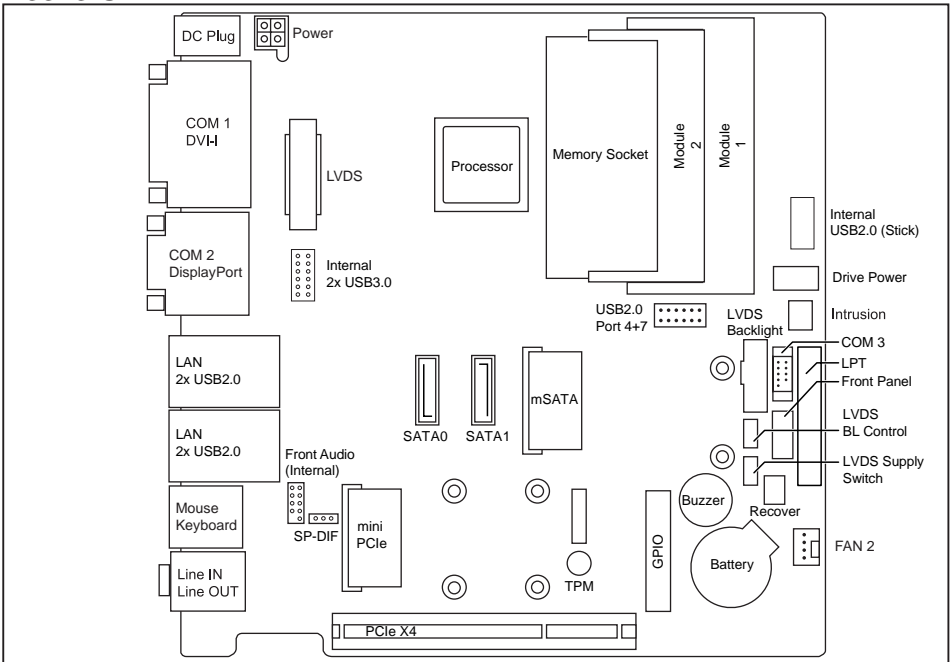 DC Plug
Power
COM 1
DVI-I
LVDS
Processor
Memory Socket
Module
2
Module
1
Internal
USB2.0 (Stick)
COM 2
DisplayPort
Internal
2x USB3.0
Drive Power
USB2.0
Port 4+7
LVDS
Backlight
Intrusion
COM 3
LPT
Front Panel
LAN
2x USB2.0
mSATA
SATA0
SATA1
LVDS
BL Control
LAN
2x USB2.0
Front Audio
(Internal)
LVDS Supply
Switch
Mouse
Keyboard
SP-DIF
mini
PCIe
Buzzer
Recover
GPIO
FAN 2
Line IN
Line OUT
TPM
Battery
PCIe X4